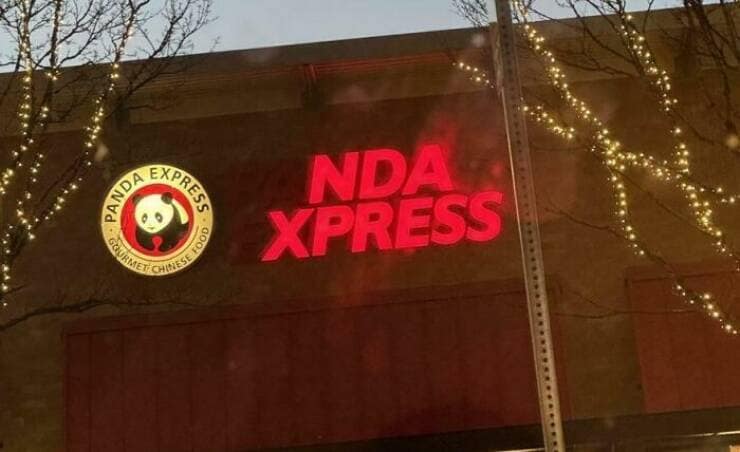 PANDA EXPRESS
GOURMET CHINESE FOOD
NDA
XPRESS